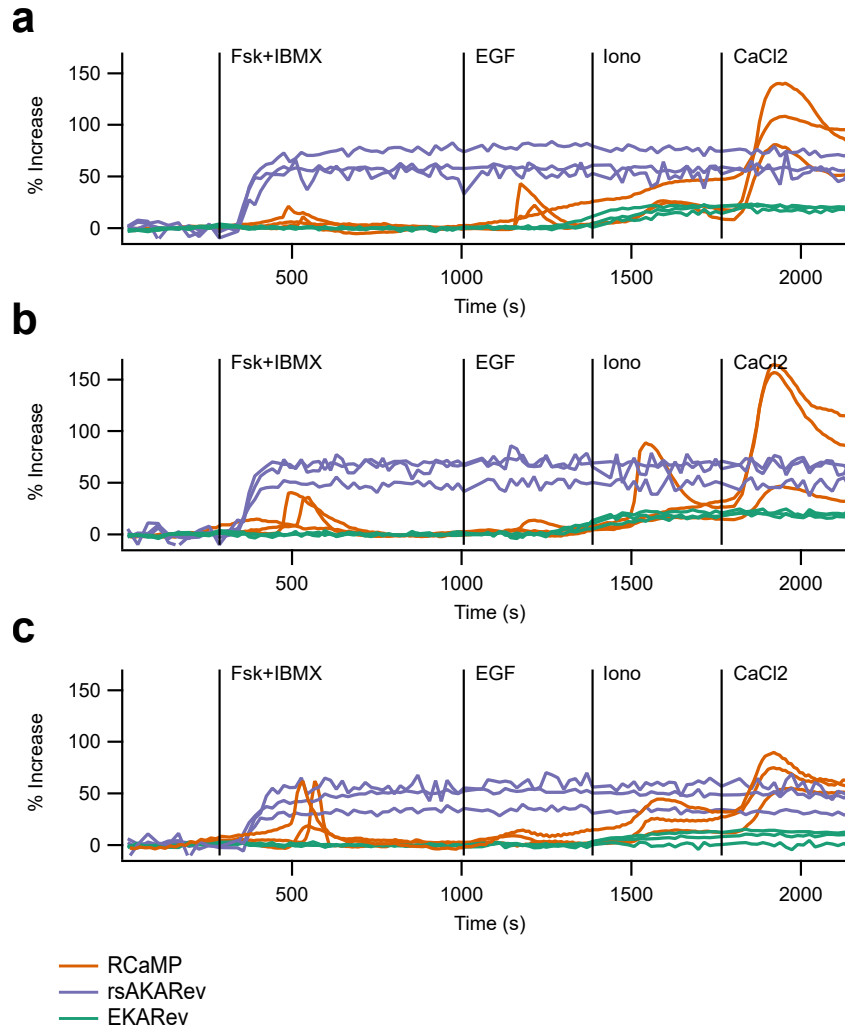 a
Fsk+IBMX EGF Iono CaCl2
150
100
50
0
% Increase
500 1000 1500 2000
Time (s)
b
Fsk+IBMX EGF Iono CaCl2
150
100
50
0
% Increase
500 1000 1500 2000
Time (s)
c
Fsk+IBMX EGF Iono CaCl2
150
100
50
0
% Increase
500 1000 1500 2000
Time (s)
RCaMP
rsAKARev
EKARev